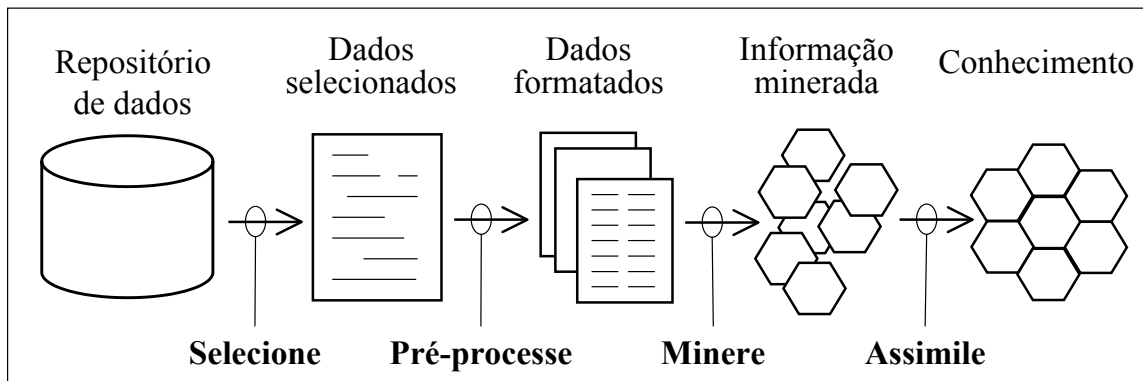 Repositório
de dados
Dados
selecionados
Dados
formatados
Informação
minerada
Conhecimento
Selecione
Pré-processe
Minere
Assimile